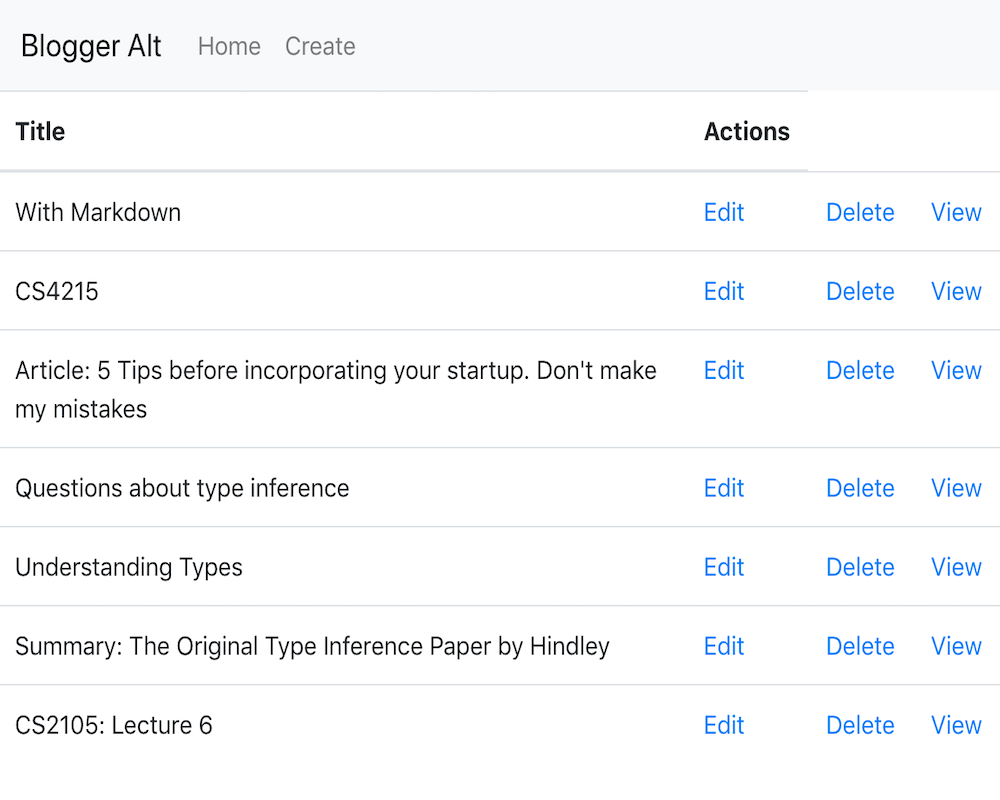 Blogger Alt Home Create
Title Actions
With Markdown Edit Delete View
CS4215 Edit Delete View
Article: 5 Tips before incorporating your startup. Don't make Edit Delete View
my mistakes
Questions about type inference Edit Delete View
Understanding Types Edit Delete View
Summary: The Original Type Inference Paper by Hindley Edit Delete View
CS2105: Lecture 6 Edit Delete View